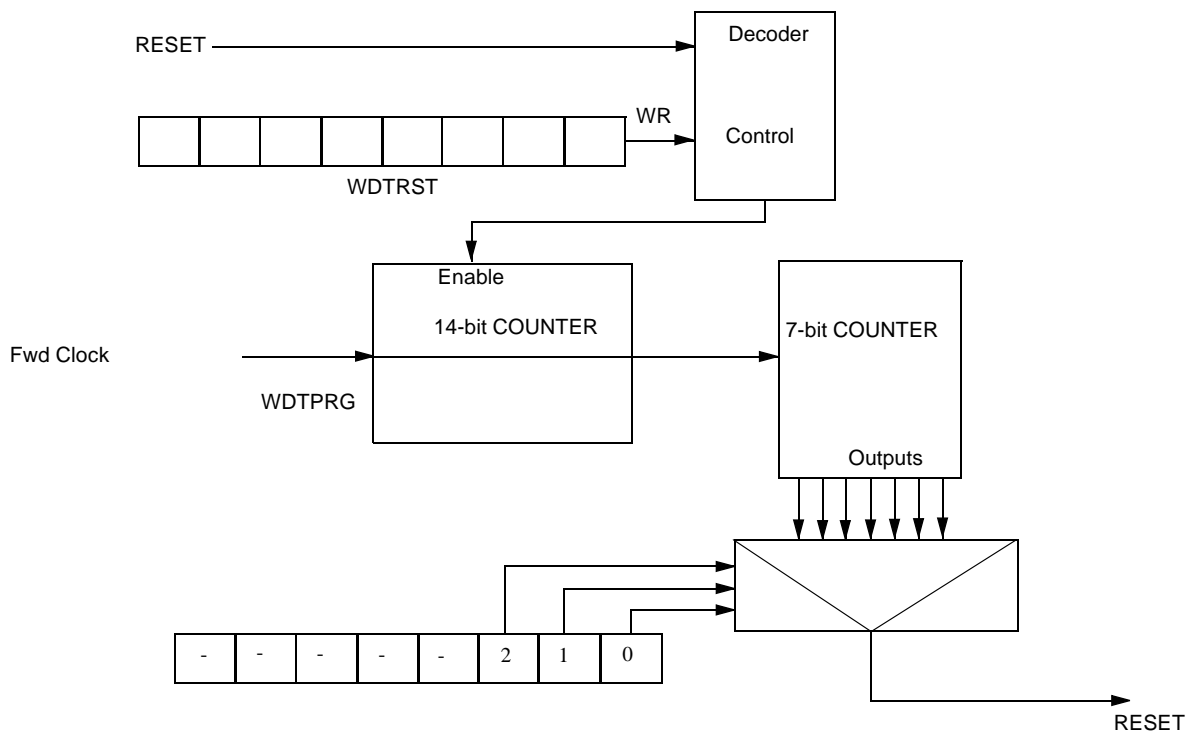 Decoder
RESET
WR
Control
WDTRST
Enable
14-bit COUNTER
7-bit COUNTER
Fwd Clock
WDTPRG
Outputs
- - - - - 2 1 0
RESET